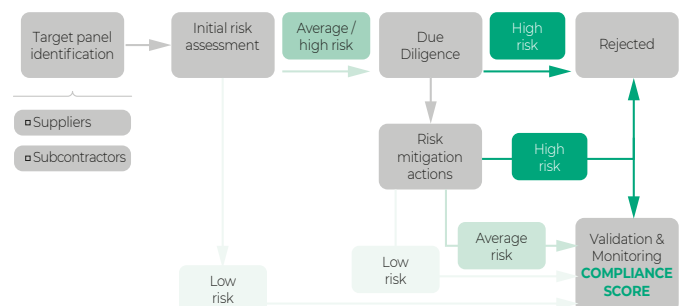 Target panel
identification
Initial risk
assessment
Average /
high risk
Due
Diligence
High
risk
Rejected
Suppliers
Subcontractors
Risk
mitigation
actions
High
risk
Average
risk
Low
risk
Low
risk
Validation &
Monitoring
COMPLIANCE
SCORE